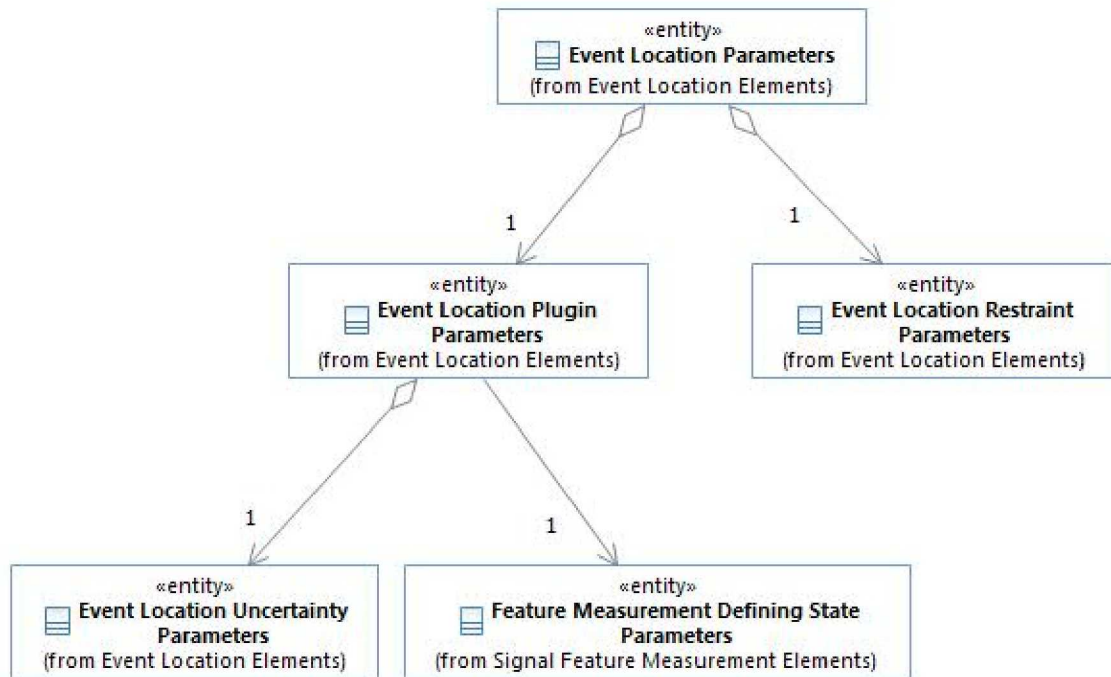 «entity»
Event Location Parameters
(from Event Location Elements)
1
1
«entity»
Event Location Plugin
Parameters
(from Event Location Elements)
«entity»
Event Location Restraint
Parameters
(from Event Location Elements)
1
1
«entity»
Event Location Uncertainty
Parameters
(from Event Location Elements)
«entity»
Feature Measurement Defining State
Parameters
(from Signal Feature Measurement Elements)